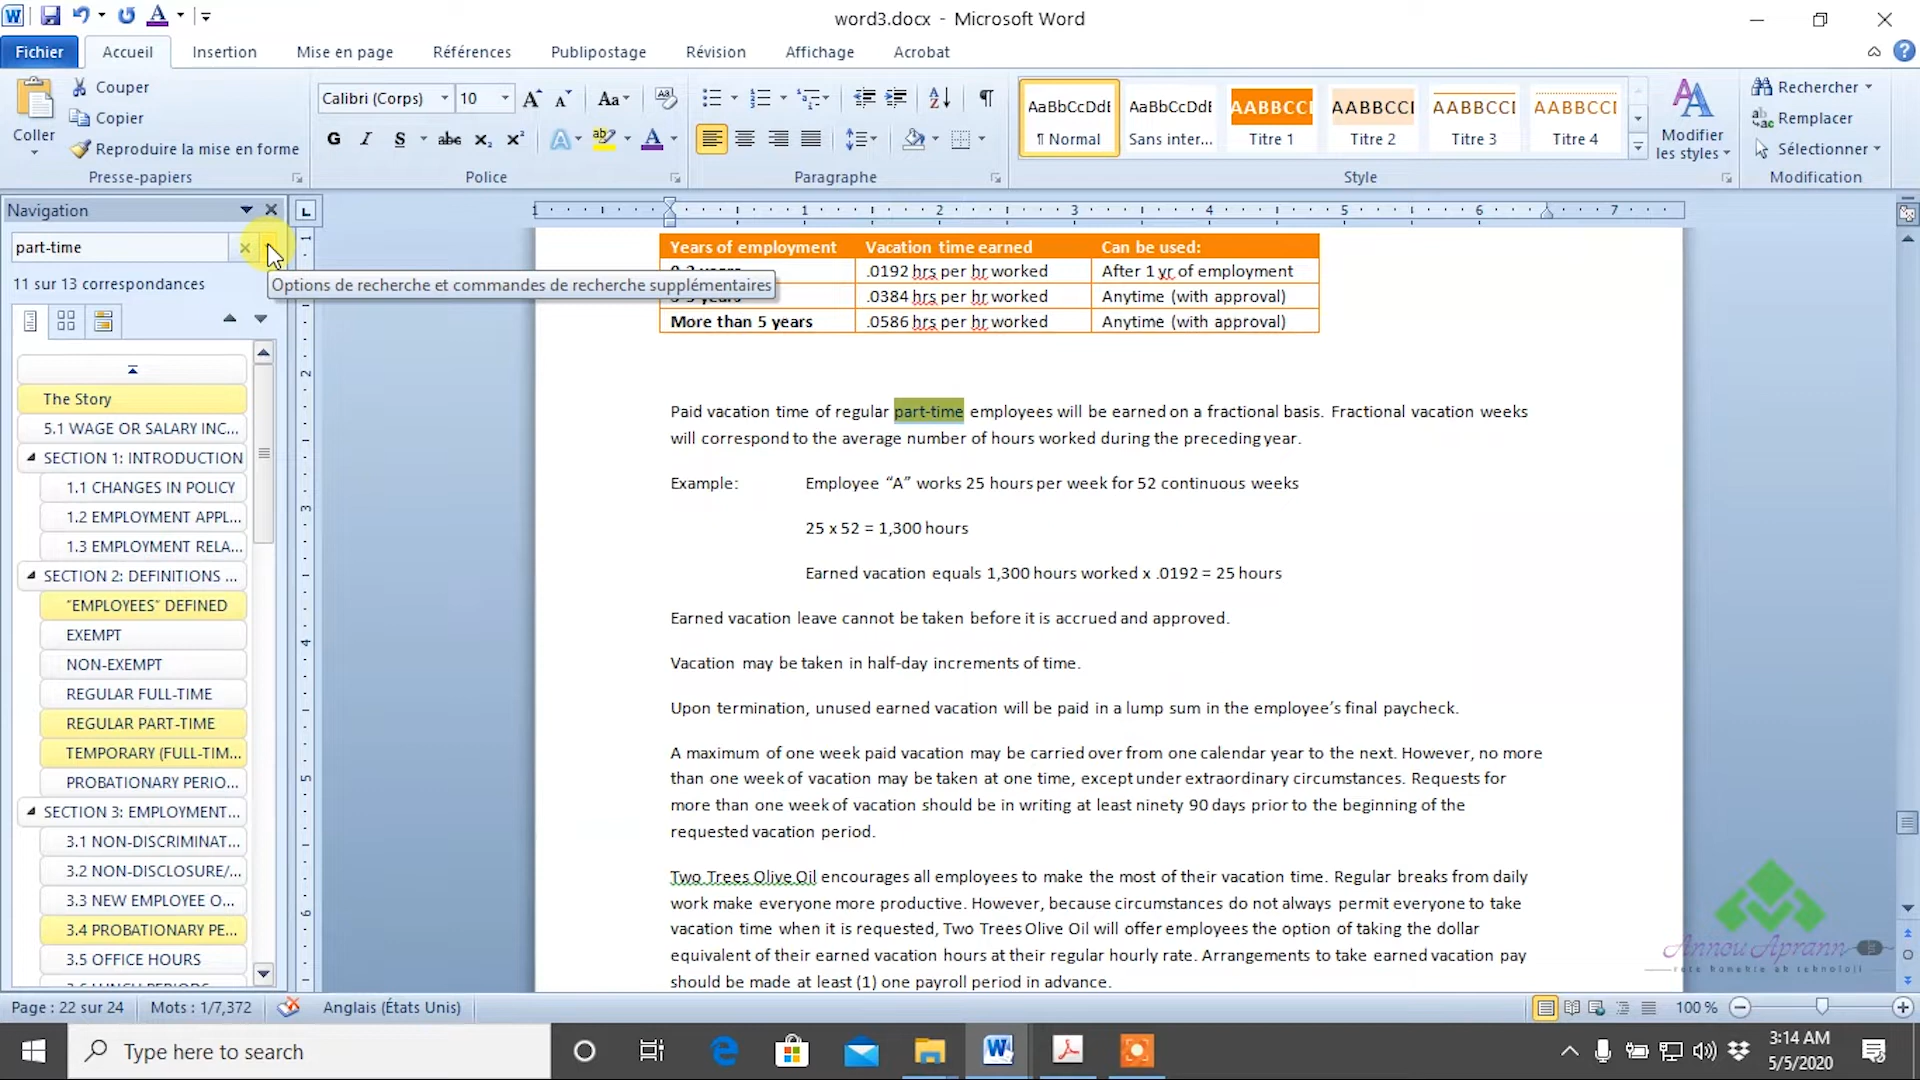 word3.docx - Microsoft Word
Fichier Accueil Insertion Mise en page Références Publipostage Révision Affichage Acrobat
Coller
Couper
Copier
Reproduire la mise en forme
Presse-papiers
Calibri (Corps) 10
G I S abc
Police
Paragraphe
AaBbCcDdE AaBbCcDdE AABBCCI AABBCCI AABBCCI AABBCCI
¶ Normal Sans inter... Titre 1 Titre 2 Titre 3 Titre 4
Style
Modifier
les styles
Rechercher
Remplacer
Sélectionner
Modification
Navigation
part-time
11 sur 13 correspondances
Options de recherche et commandes de recherche supplémentaires
The Story
5.1 WAGE OR SALARY INC...
SECTION 1: INTRODUCTION
1.1 CHANGES IN POLICY
1.2 EMPLOYMENT APPL...
1.3 EMPLOYMENT RELA...
SECTION 2: DEFINITIONS ...
“EMPLOYEES” DEFINED
EXEMPT
NON-EXEMPT
REGULAR FULL-TIME
REGULAR PART-TIME
TEMPORARY (FULL-TIM...
PROBATIONARY PERIO...
SECTION 3: EMPLOYMENT...
3.1 NON-DISCRIMINAT...
3.2 NON-DISCLOSURE/...
3.3 NEW EMPLOYEE O...
3.4 PROBATIONARY PE...
3.5 OFFICE HOURS
3.6 LUNCH PERIODS
1 1 2 3 4 5 6 7
1 2 3 4 5 6
Years of employment Vacation time earned Can be used:
.0192 hrs per hr worked After 1 yr of employment
.0384 hrs per hr worked Anytime (with approval)
More than 5 years .0586 hrs per hr worked Anytime (with approval)
Paid vacation time of regular part-time employees will be earned on a fractional basis. Fractional vacation weeks
will correspond to the average number of hours worked during the preceding year.
Example: Employee “A” works 25 hours per week for 52 continuous weeks
25 x 52 = 1,300 hours
Earned vacation equals 1,300 hours worked x .0192 = 25 hours
Earned vacation leave cannot be taken before it is accrued and approved.
Vacation may be taken in half-day increments of time.
Upon termination, unused earned vacation will be paid in a lump sum in the employee’s final paycheck.
A maximum of one week paid vacation may be carried over from one calendar year to the next. However, no more
than one week of vacation may be taken at one time, except under extraordinary circumstances. Requests for
more than one week of vacation should be in writing at least ninety 90 days prior to the beginning of the
requested vacation period.
Two Trees Olive Oil encourages all employees to make the most of their vacation time. Regular breaks from daily
work make everyone more productive. However, because circumstances do not always permit everyone to take
vacation time when it is requested, Two Trees Olive Oil will offer employees the option of taking the dollar
equivalent of their earned vacation hours at their regular hourly rate. Arrangements to take earned vacation pay
should be made at least (1) one payroll period in advance.
Annou Aprann
Page : 22 sur 24 Mots : 1/7,372 Anglais (États Unis) 100 %
Type here to search
3:14 AM
5/5/2020